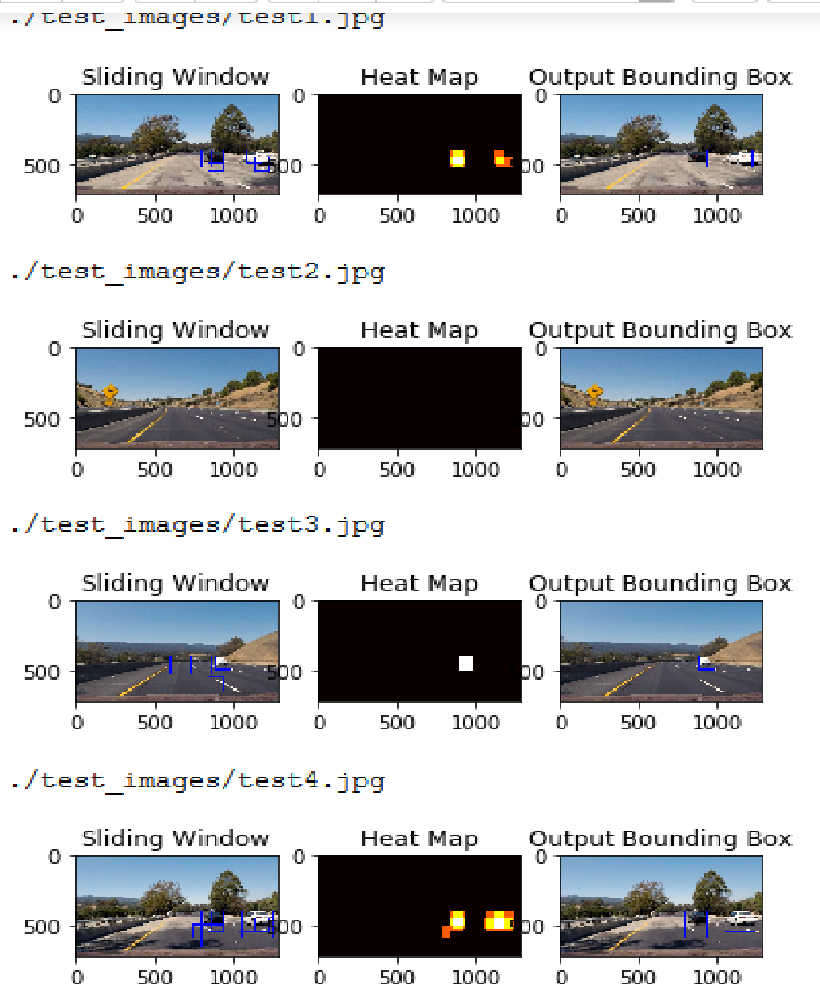 ./test_images/test1.jpg
Sliding Window Heat Map Output Bounding Box
0 0 0
500 500 500
0 500 1000 0 500 1000 0 500 1000
./test_images/test2.jpg
Sliding Window Heat Map Output Bounding Box
0 0 0
500 500 500
0 500 1000 0 500 1000 0 500 1000
./test_images/test3.jpg
Sliding Window Heat Map Output Bounding Box
0 0 0
500 500 500
0 500 1000 0 500 1000 0 500 1000
./test_images/test4.jpg
Sliding Window Heat Map Output Bounding Box
0 0 0
500 500 500
0 500 1000 0 500 1000 0 500 1000